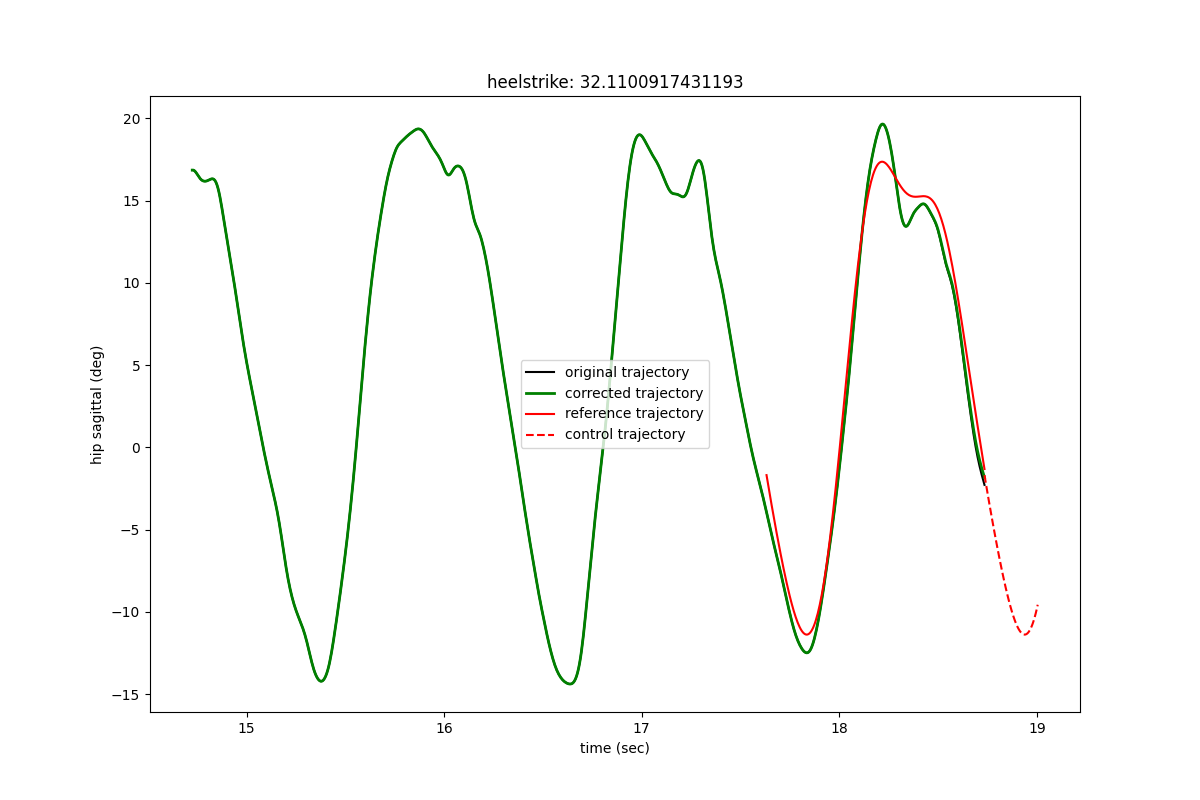 heelstrike: 32.1100917431193
20
15
10
5
0
−5
−10
−15
hip sagittal (deg)
original trajectory
corrected trajectory
reference trajectory
control trajectory
15
16
17
18
19
time (sec)